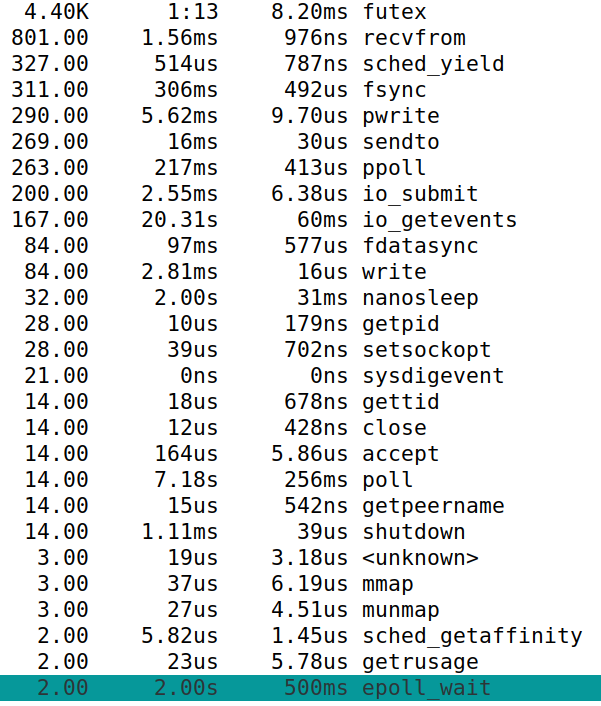 4.40K 1:13 8.20ms futex
801.00 1.56ms 976ns recvfrom
327.00 514us 787ns sched_yield
311.00 306ms 492us fsync
290.00 5.62ms 9.70us pwrite
269.00 16ms 30us sendto
263.00 217ms 413us ppoll
200.00 2.55ms 6.38us io_submit
167.00 20.31s 60ms io_getevents
84.00 97ms 577us fdatasync
84.00 2.81ms 16us write
32.00 2.00s 31ms nanosleep
28.00 10us 179ns getpid
28.00 39us 702ns setsockopt
21.00 0ns 0ns sysdigevent
14.00 18us 678ns gettid
14.00 12us 428ns close
14.00 164us 5.86us accept
14.00 7.18s 256ms poll
14.00 15us 542ns getpeername
14.00 1.11ms 39us shutdown
3.00 19us 3.18us <unknown>
3.00 37us 6.19us mmap
3.00 27us 4.51us munmap
2.00 5.82us 1.45us sched_getaffinity
2.00 23us 5.78us getrusage
2.00 2.00s 500ms epoll_wait